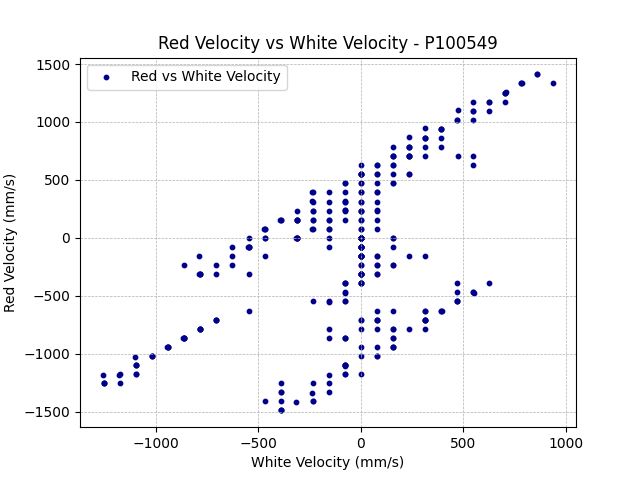 Red Velocity vs White Velocity - P100549
Red vs White Velocity
Red Velocity (mm/s)
1500
1000
500
0
−500
−1000
−1500
−1000 −500 0 500 1000
White Velocity (mm/s)